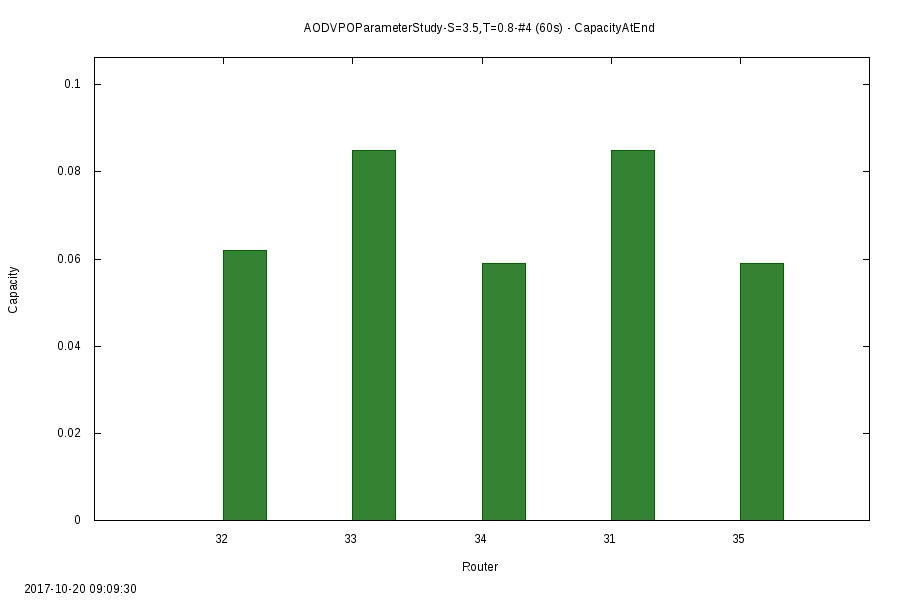 AODVPOParameterStudy-S=3.5,T=0.8-#4 (60s) - CapacityAtEnd
0.1
0.08
0.06
0.04
0.02
0
Capacity
32 33 34 31 35
Router
2017-10-20 09:09:30